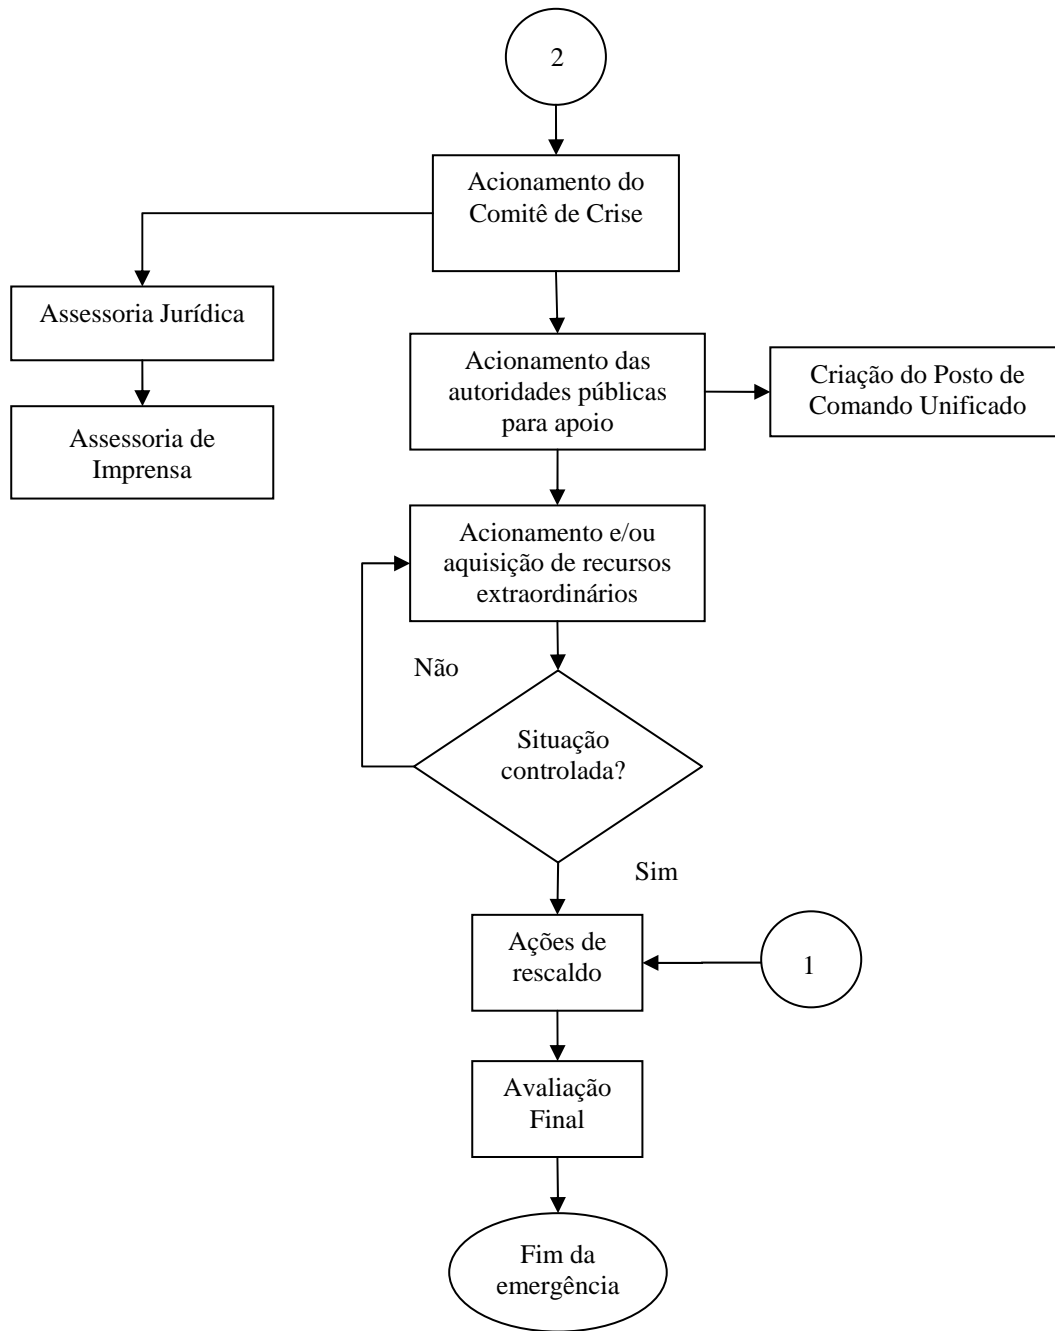 2
Acionamento do
Comitê de Crise
Assessoria Jurídica
Assessoria de
Imprensa
Acionamento das
autoridades públicas
para apoio
Criação do Posto de
Comando Unificado
Acionamento e/ou
aquisição de recursos
extraordinários
Não
Situação
controlada?
Sim
Ações de
rescaldo
1
Avaliação
Final
Fim da
emergência